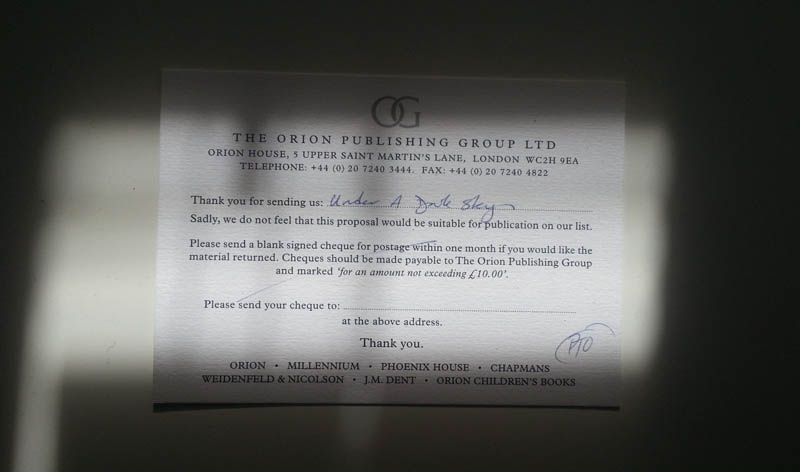 OG
THE ORION PUBLISHING GROUP LTD
ORION HOUSE, 5 UPPER SAINT MARTIN'S LANE, LONDON WC2H 9EA
TELEPHONE: +44 (0) 20 7240 3444. FAX: +44 (0) 20 7240 4822
Thank you for sending us: Under A Dark Sky
Sadly, we do not feel that this proposal would be suitable for publication on our list.
Please send a blank signed cheque for postage within one month if you would like the
material returned. Cheques should be made payable to The Orion Publishing Group
and marked 'for an amount not exceeding £10.00'.
Please send your cheque to:
at the above address.
Thank you.
PTO
ORION • MILLENNIUM • PHOENIX HOUSE • CHAPMANS
WEIDENFELD & NICOLSON • J.M. DENT • ORION CHILDREN'S BOOKS